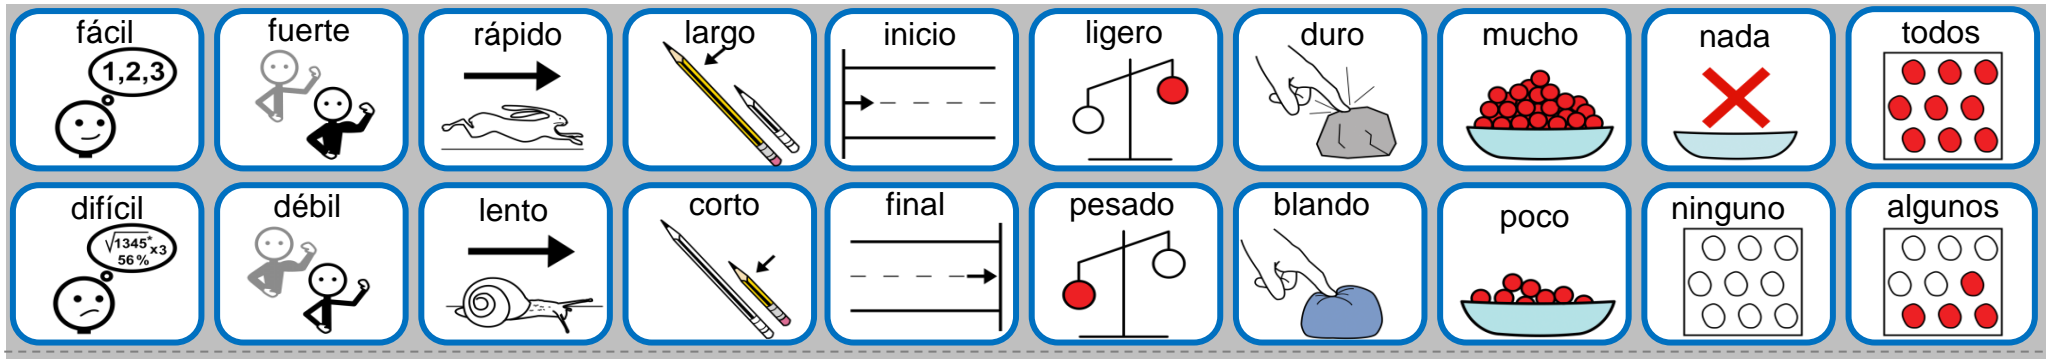 fácil
1,2,3
fuerte
rápido
largo
inicio
ligero
duro
mucho
nada
todos
difícil
√1345*x3
56%
débil
lento
corto
final
pesado
blando
poco
ninguno
algunos